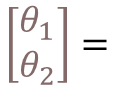 [θ₁
θ₂] =